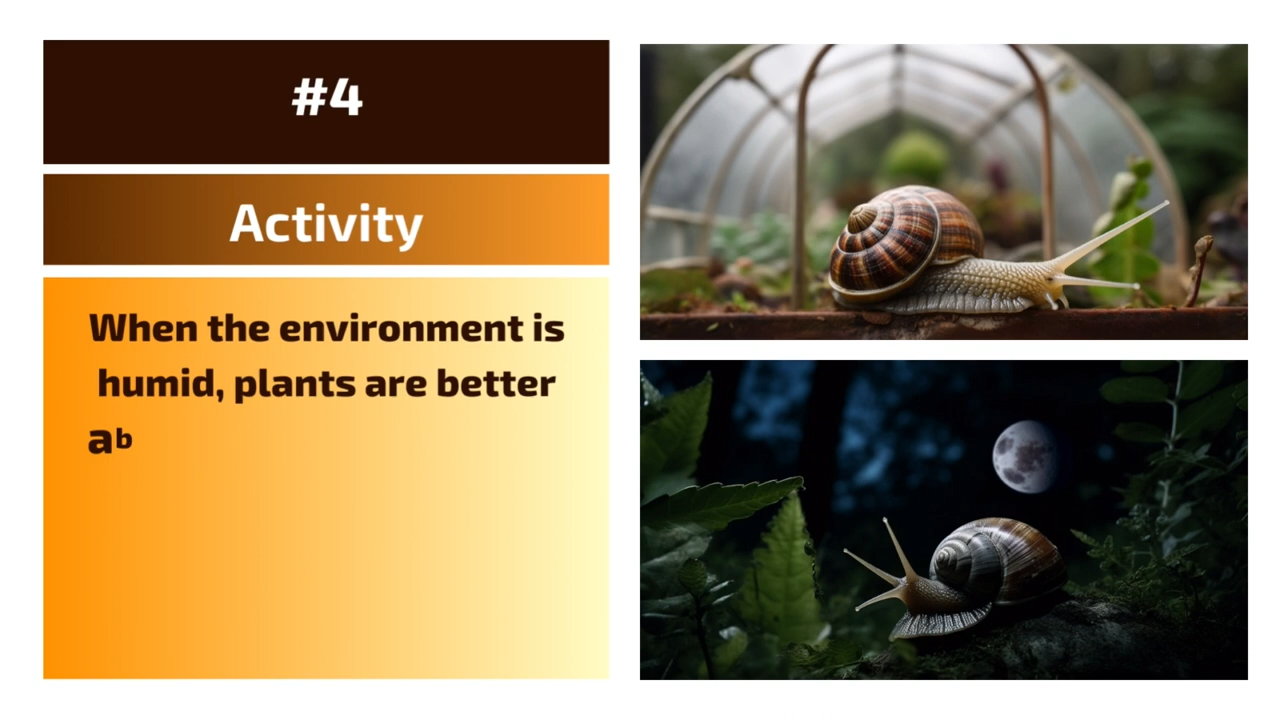 #4
Activity
When the environment is
humid, plants are better
ab